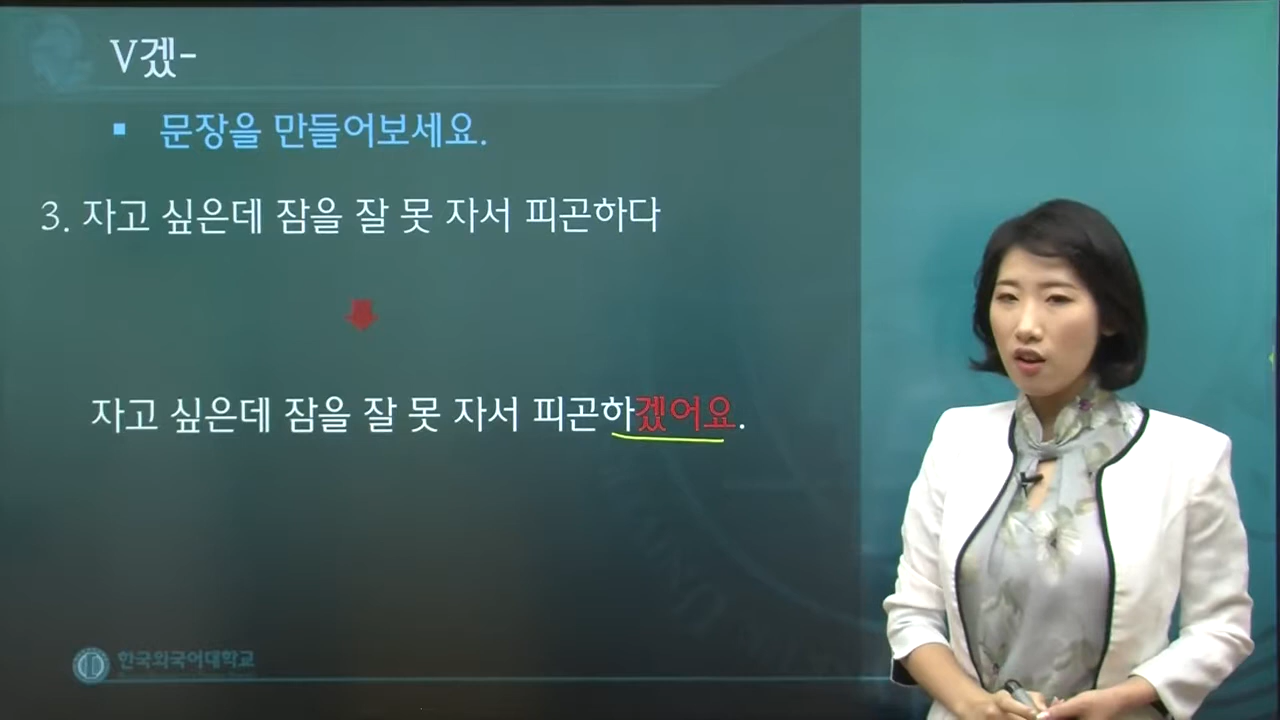 V겠-
▪ 문장을 만들어보세요.
3. 자고 싶은데 잠을 잘 못 자서 피곤하다
자고 싶은데 잠을 잘 못 자서 피곤하겠어요.
한국외국어대학교